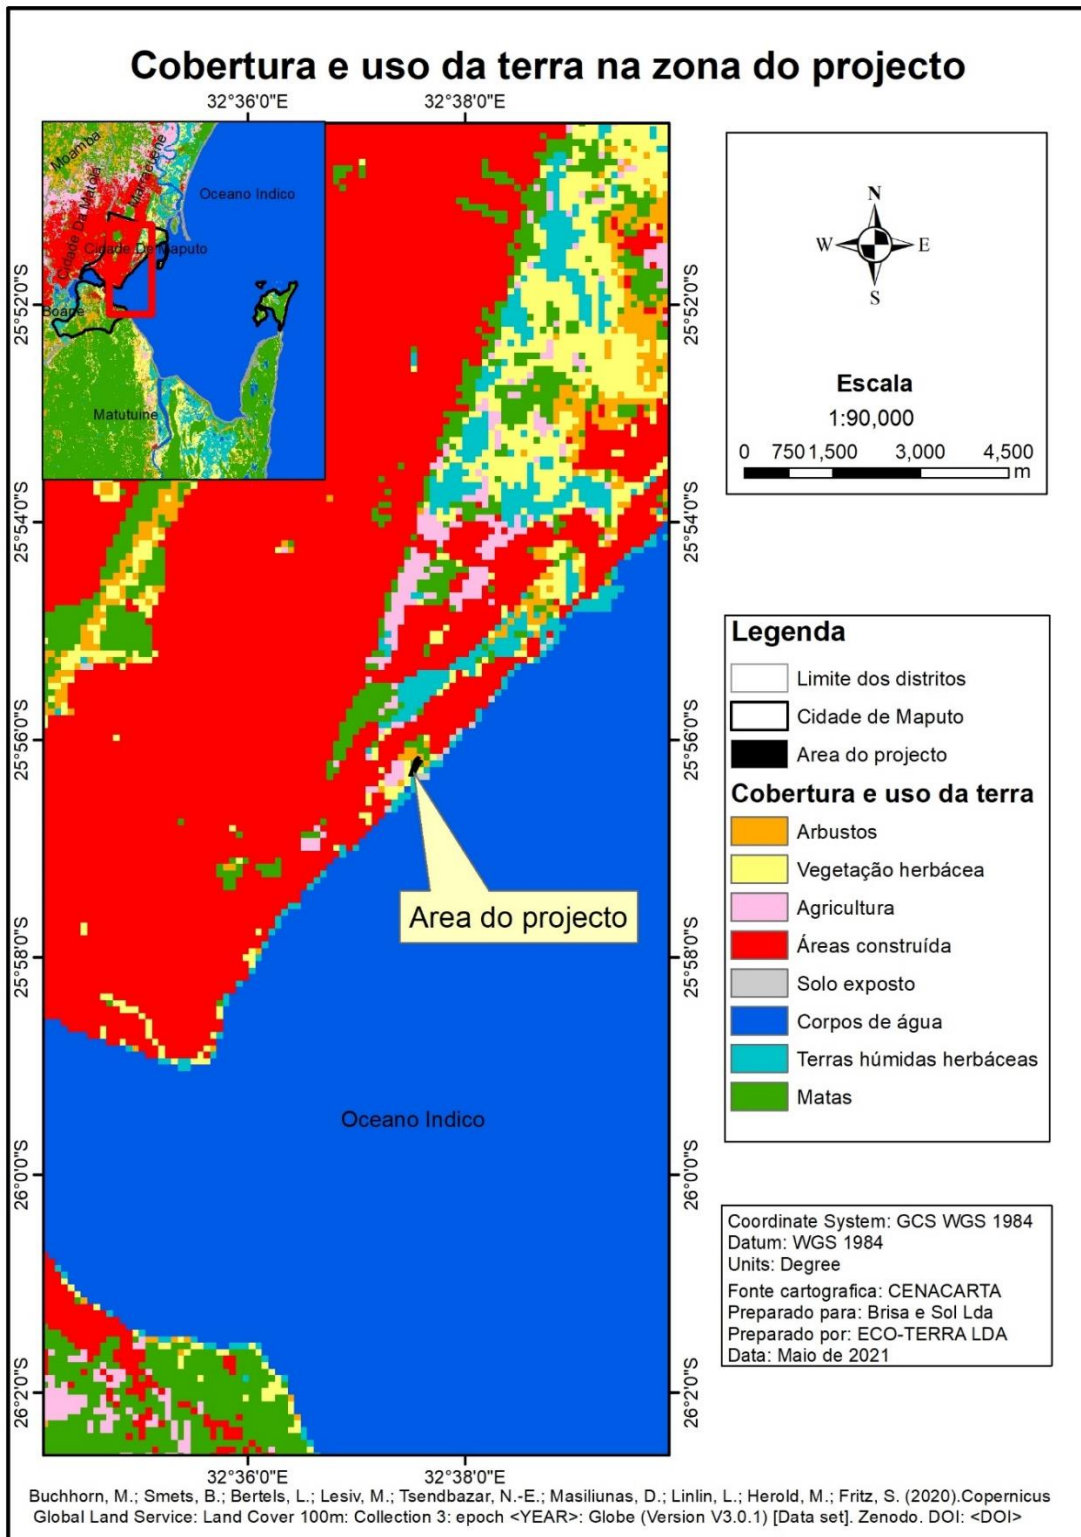 Cobertura e uso da terra na zona do projecto
32°36'0"E 32°38'0"E
Moamba
Marracuene
Cidade Da Matola
Oceano Indico
Cidade De Maputo
Boane
Matutuine
25°52'0"S 25°52'0"S
25°54'0"S 25°54'0"S
25°56'0"S 25°56'0"S
25°58'0"S 25°58'0"S
26°0'0"S 26°0'0"S
26°2'0"S 26°2'0"S
Area do projecto
Oceano Indico
32°36'0"E 32°38'0"E
N
W E
S
Escala
1:90,000
0 750 1,500 3,000 4,500
m
Legenda
Limite dos distritos
Cidade de Maputo
Area do projecto
Cobertura e uso da terra
Arbustos
Vegetação herbácea
Agricultura
Áreas construída
Solo exposto
Corpos de água
Terras húmidas herbáceas
Matas
Coordinate System: GCS WGS 1984
Datum: WGS 1984
Units: Degree
Fonte cartografica: CENACARTA
Preparado para: Brisa e Sol Lda
Preparado por: ECO-TERRA LDA
Data: Maio de 2021
Buchhorn, M.; Smets, B.; Bertels, L.; Lesiv, M.; Tsendbazar, N.-E.; Masiliunas, D.; Linlin, L.; Herold, M.; Fritz, S. (2020).Copernicus
Global Land Service: Land Cover 100m: Collection 3: epoch <YEAR>: Globe (Version V3.0.1) [Data set]. Zenodo. DOI: <DOI>